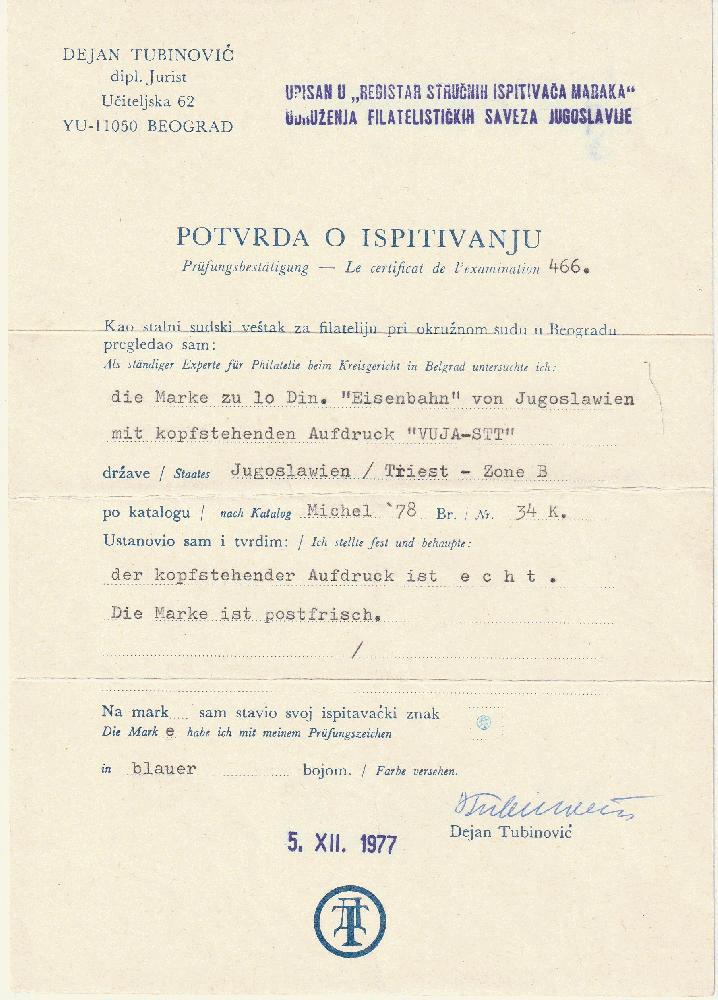 DEJAN TUBINOVIĆ
dipl. Jurist
Učiteljska 62
YU-11050 BEOGRAD
UPISAN U „REGISTAR STRUČNIH ISPITIVAČA MARAKA“
UDRUŽENJA FILATELISTIČKIH SAVEZA JUGOSLAVIJE
POTVRDA O ISPITIVANJU
Prüfungsbestätigung — Le certificat de l'examination 466.
Kao stalni sudski veštak za filateliju pri okružnom sudu u Beogradu
pregledao sam:
Als ständiger Experte für Philatelie beim Kreisgericht in Belgrad untersuchte ich:
die Marke zu lo Din. "Eisenbahn" von Jugoslawien
mit kopfstehenden Aufdruck "VUJA-STT"
države / Staates Jugoslawien / Triest - Zone B
po katalogu / nach Katalog Michel `78 Br. / Nr. 34 K.
Ustanovio sam i tvrdim: / Ich stellte fest und behaupte:
der kopfstehender Aufdruck ist e c h t .
Die Marke ist postfrisch.
/
Na mark sam stavio svoj ispitavački znak
Die Mark e habe ich mit meinem Prüfungszeichen
in blauer bojom. / Farbe versehen.
Dejan Tubinović
5. XII. 1977